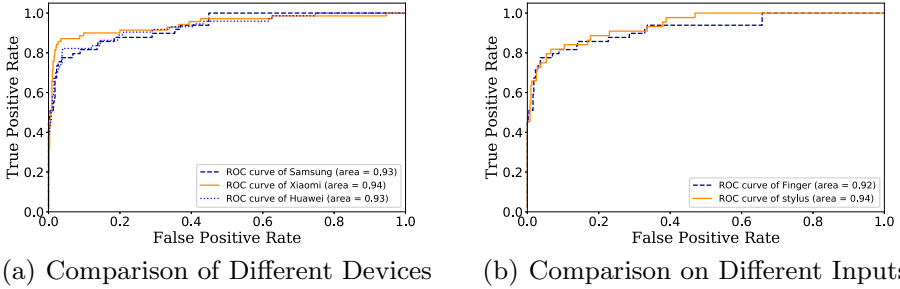 1.0
0.8
0.6
0.4
0.2
0.0
True Positive Rate
ROC curve of Samsung (area = 0.93)
ROC curve of Xiaomi (area = 0.94)
ROC curve of Huawei (area = 0.93)
0.0 0.2 0.4 0.6 0.8 1.0
False Positive Rate
(a) Comparison of Different Devices
1.0
0.8
0.6
0.4
0.2
0.0
True Positive Rate
ROC curve of Finger (area = 0.92)
ROC curve of stylus (area = 0.94)
0.0 0.2 0.4 0.6 0.8 1.0
False Positive Rate
(b) Comparison on Different Inputs